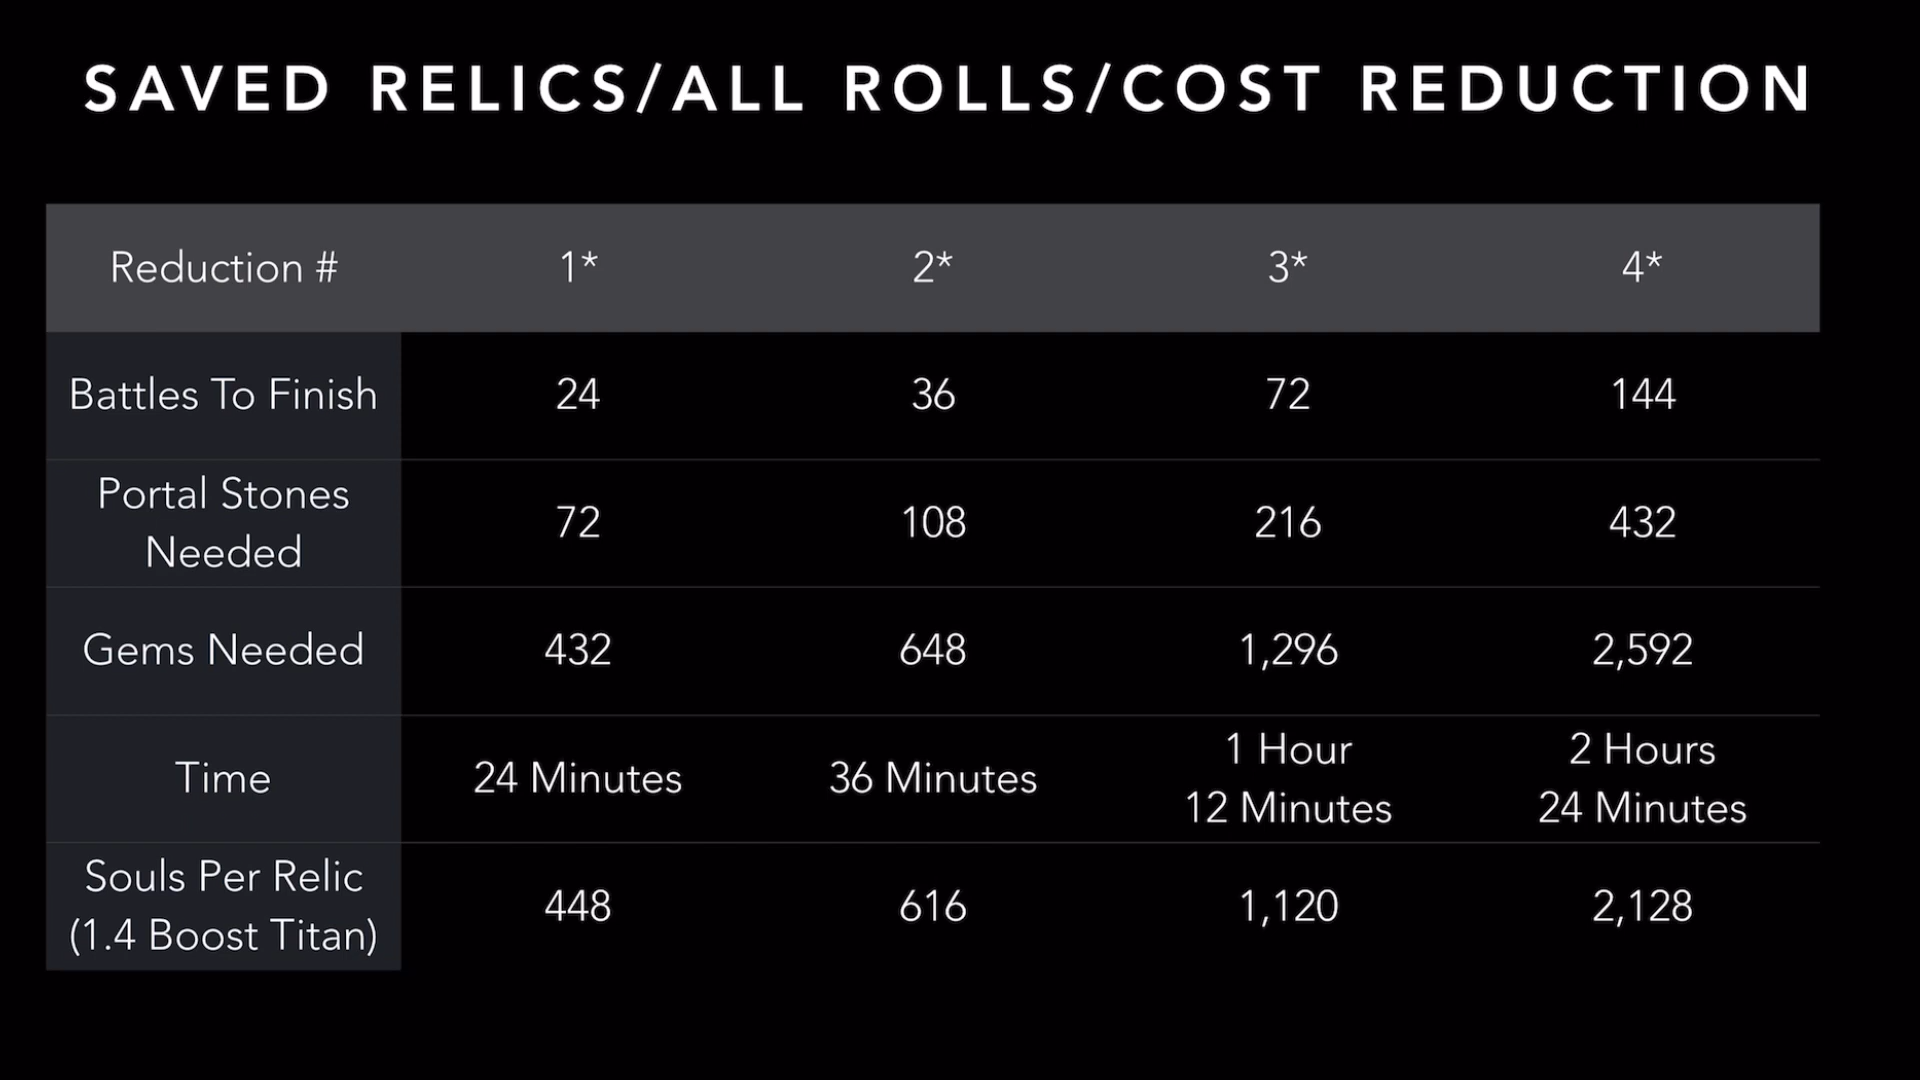 SAVED RELICS/ALL ROLLS/COST REDUCTION
Reduction # 1* 2* 3* 4*
Battles To Finish 24 36 72 144
Portal Stones
Needed 72 108 216 432
Gems Needed 432 648 1,296 2,592
Time 24 Minutes 36 Minutes 1 Hour
12 Minutes 2 Hours
24 Minutes
Souls Per Relic
(1.4 Boost Titan) 448 616 1,120 2,128